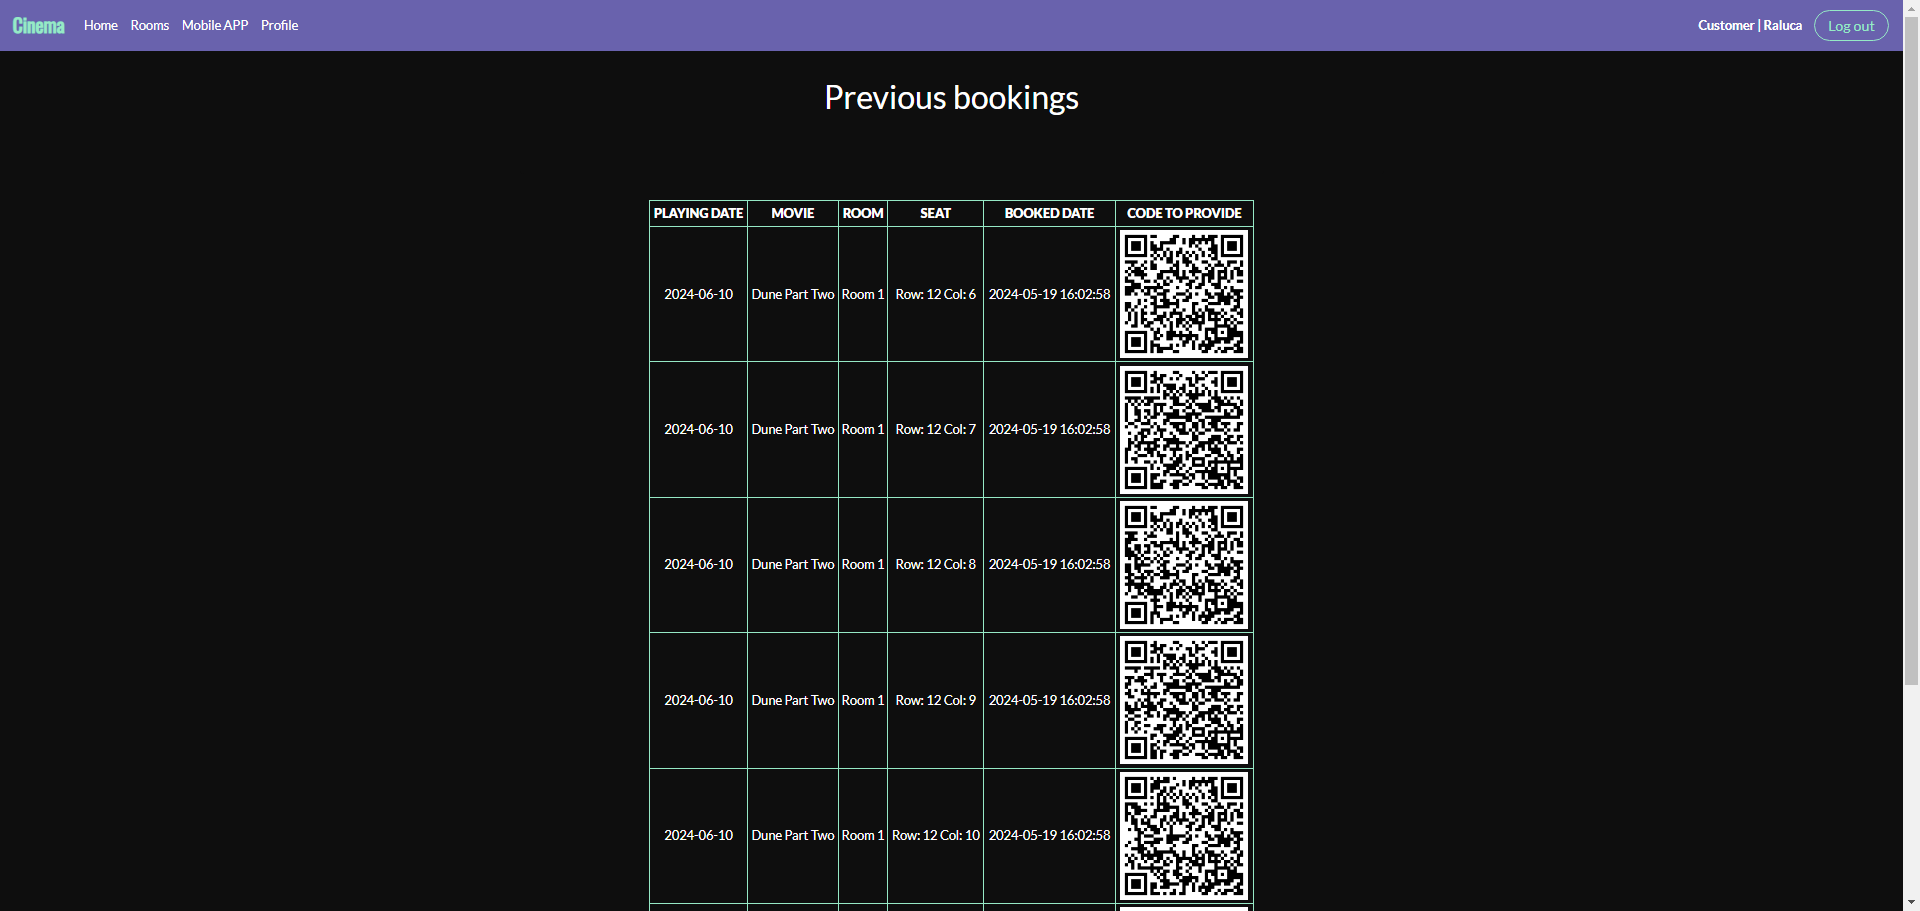 Cinema Home Rooms Mobile APP Profile Customer | Raluca Log out
Previous bookings
PLAYING DATE MOVIE ROOM SEAT BOOKED DATE CODE TO PROVIDE
2024-06-10 Dune Part Two Room 1 Row: 12 Col: 6 2024-05-19 16:02:58
2024-06-10 Dune Part Two Room 1 Row: 12 Col: 7 2024-05-19 16:02:58
2024-06-10 Dune Part Two Room 1 Row: 12 Col: 8 2024-05-19 16:02:58
2024-06-10 Dune Part Two Room 1 Row: 12 Col: 9 2024-05-19 16:02:58
2024-06-10 Dune Part Two Room 1 Row: 12 Col: 10 2024-05-19 16:02:58